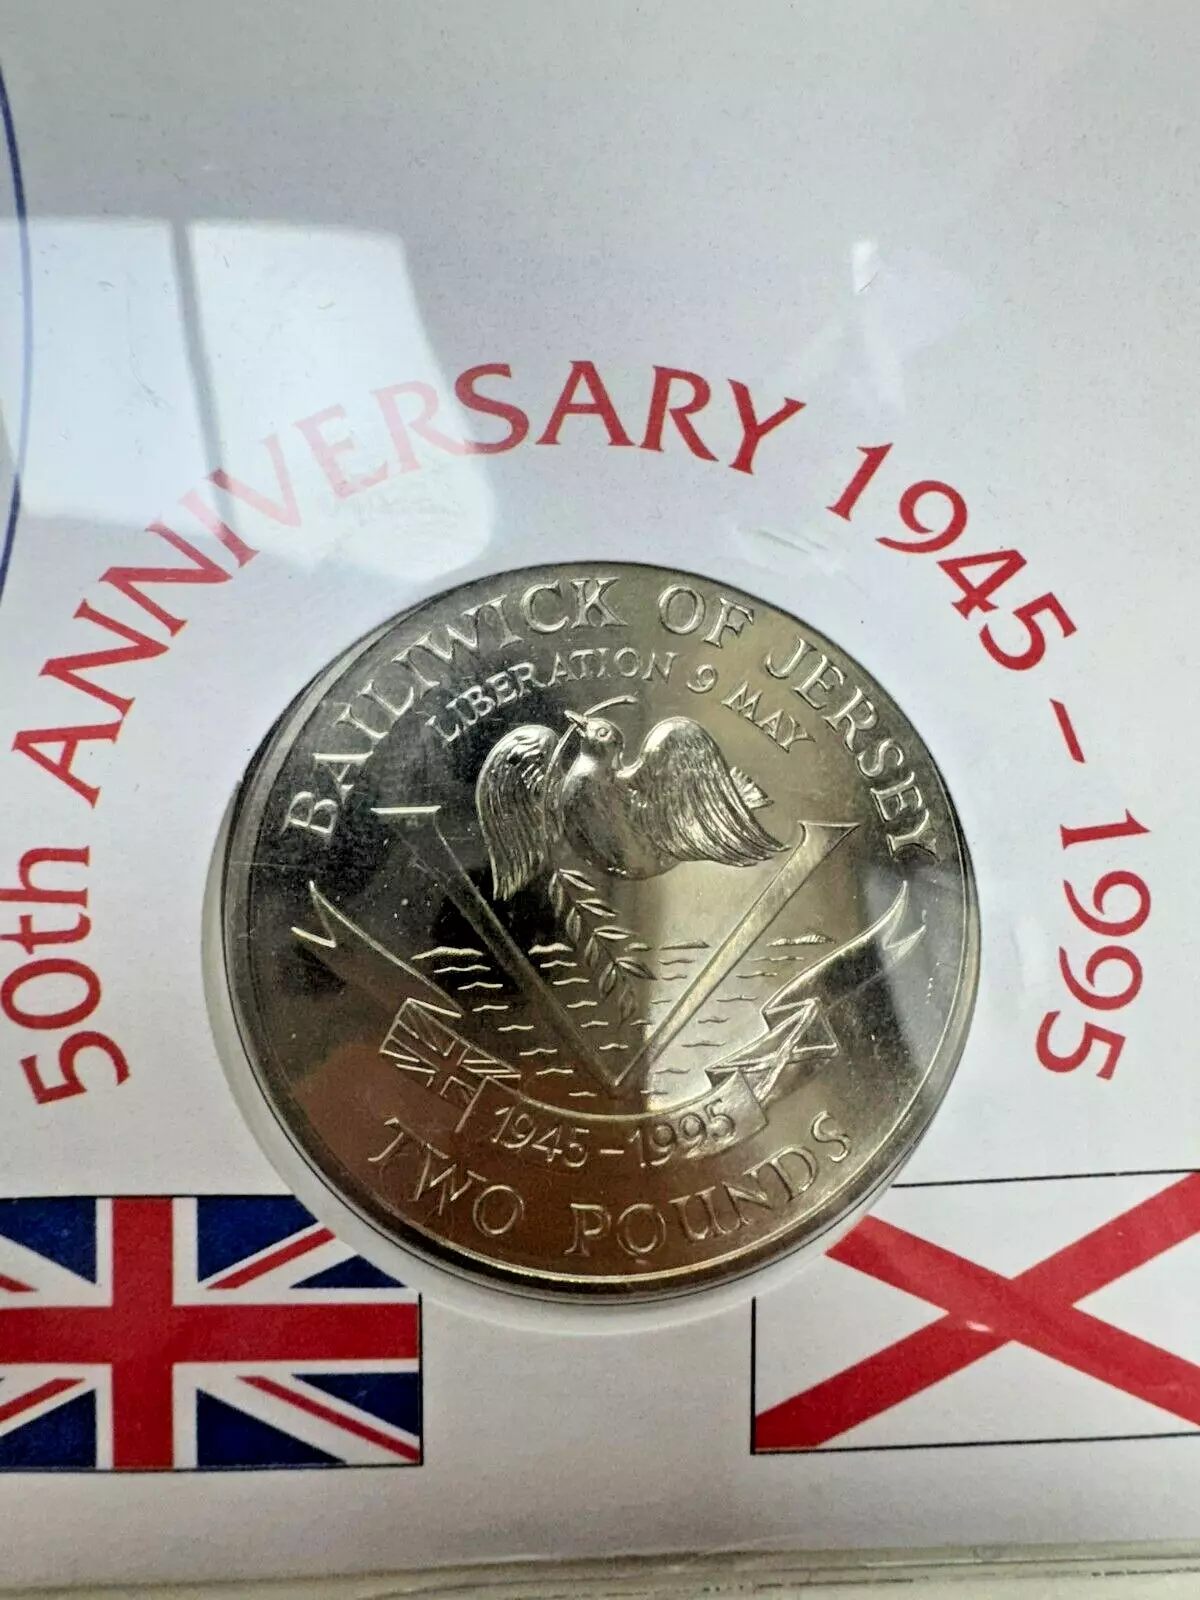 50th ANNIVERSARY 1945 – 1995
BAILIWICK OF JERSEY
LIBERATION 9 MAY
1945–1995
TWO POUNDS